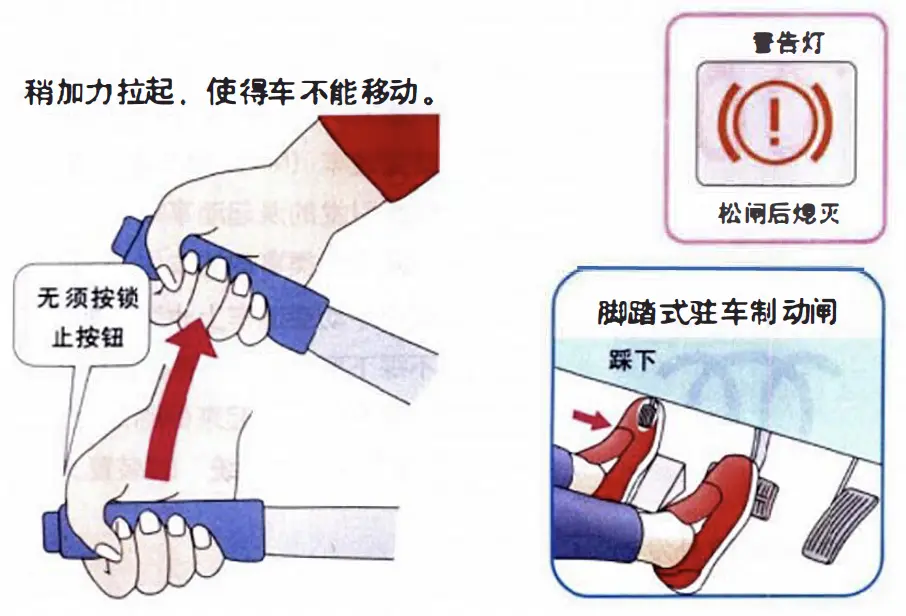 稍加力拉起，使得车不能移动。
警告灯
松闸后熄灭
无须按锁
止按钮
脚踏式驻车制动闸
踩下